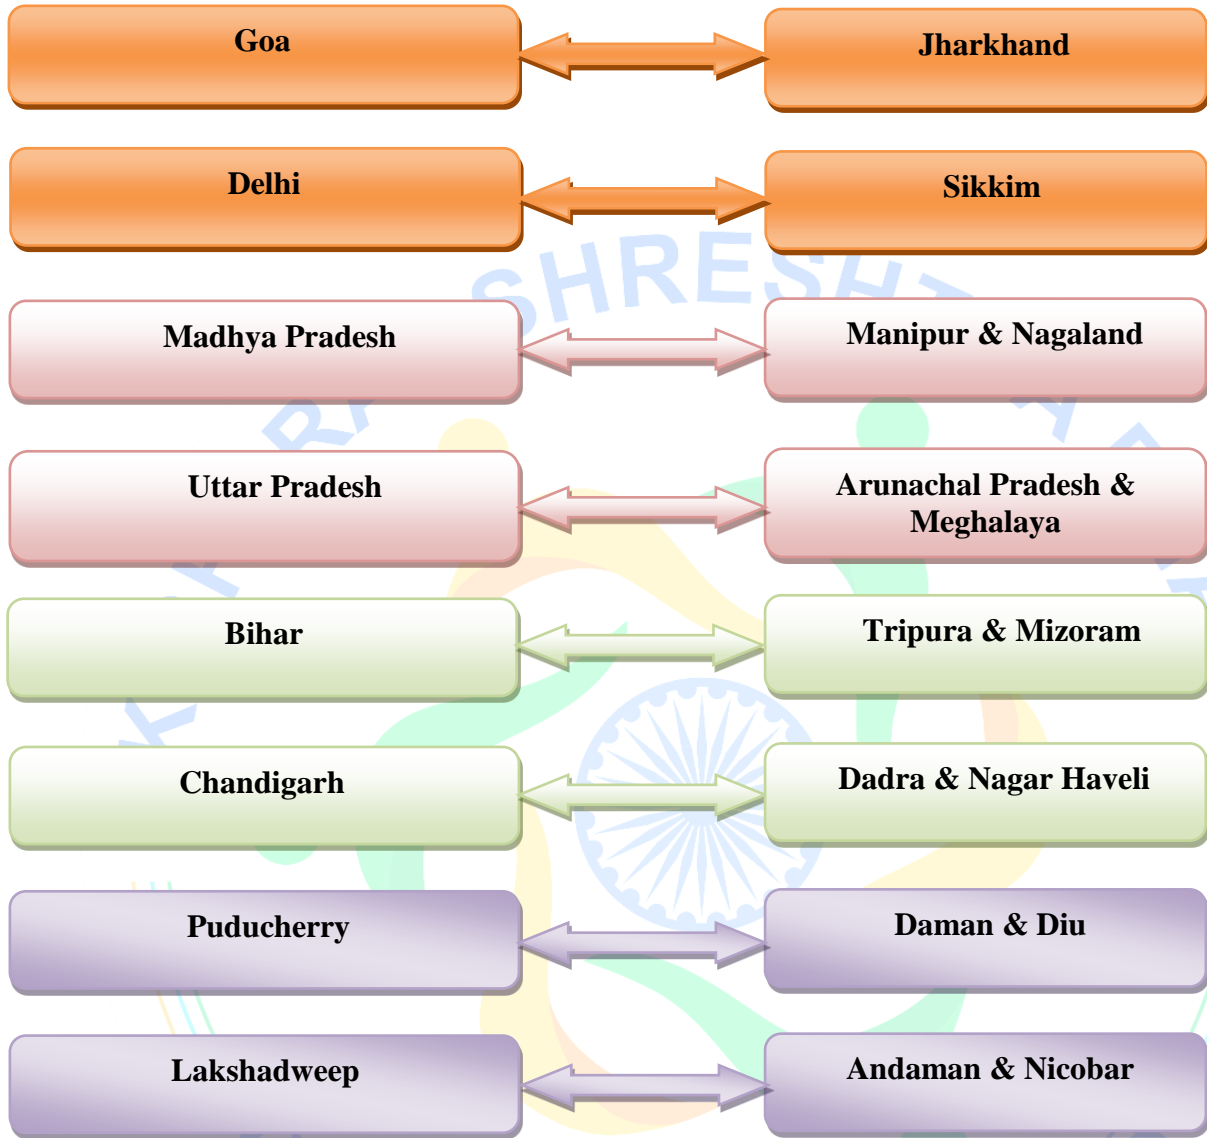 Goa
Jharkhand
Delhi
Sikkim
SHRESHT
Madhya Pradesh
Manipur & Nagaland
Uttar Pradesh
Arunachal Pradesh &
Meghalaya
Bihar
Tripura & Mizoram
Chandigarh
Dadra & Nagar Haveli
Puducherry
Daman & Diu
Lakshadweep
Andaman & Nicobar